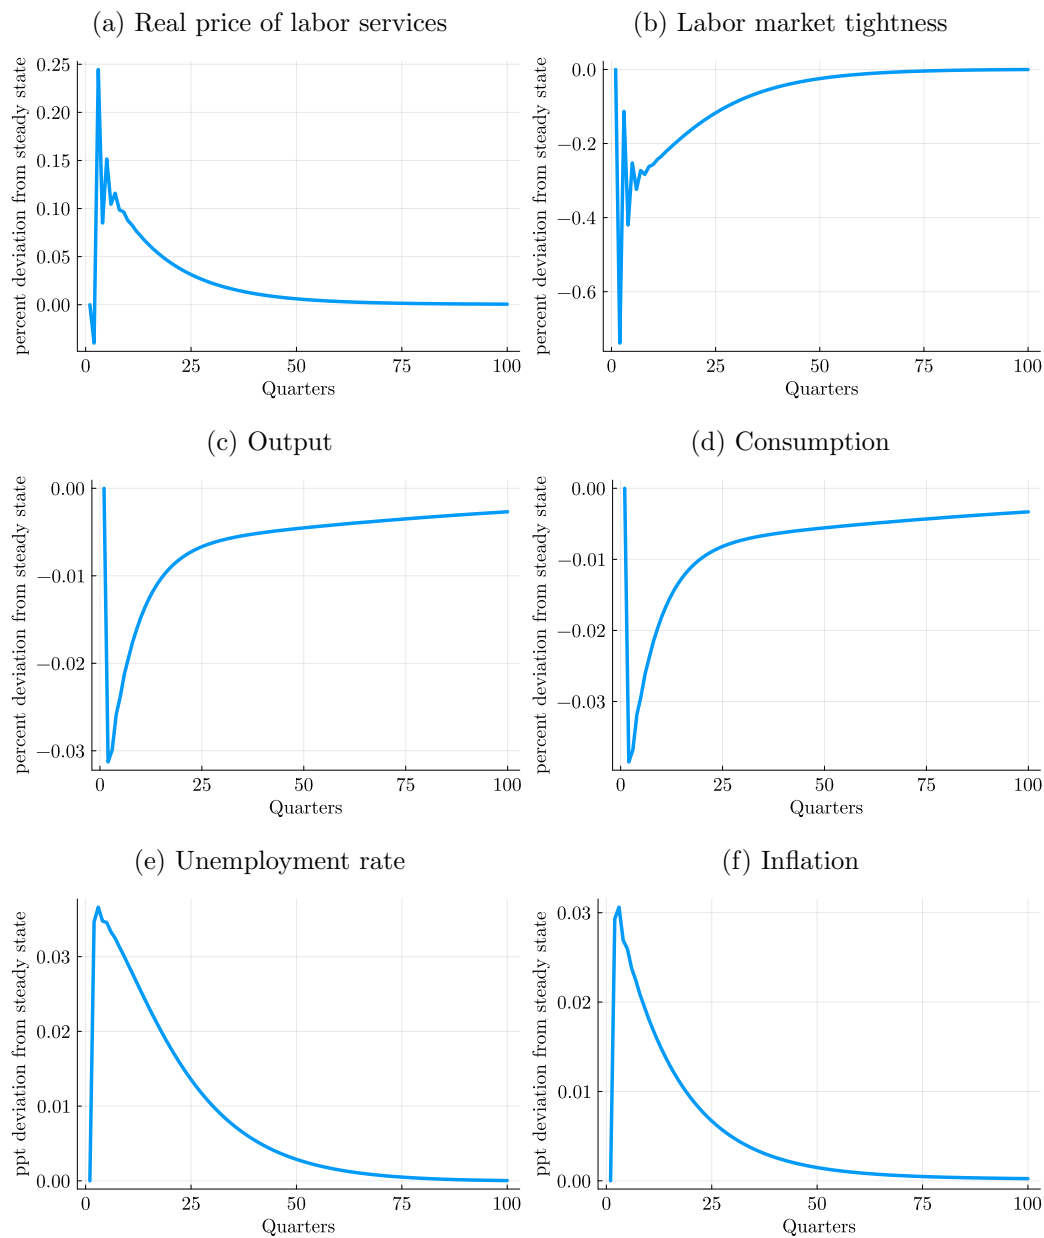 (a) Real price of labor services
percent deviation from steady state
0.25
0.20
0.15
0.10
0.05
0.00
0 25 50 75 100
Quarters
(b) Labor market tightness
percent deviation from steady state
0.0
−0.2
−0.4
−0.6
0 25 50 75 100
Quarters
(c) Output
percent deviation from steady state
0.00
−0.01
−0.02
−0.03
0 25 50 75 100
Quarters
(d) Consumption
percent deviation from steady state
0.00
−0.01
−0.02
−0.03
0 25 50 75 100
Quarters
(e) Unemployment rate
ppt deviation from steady state
0.03
0.02
0.01
0.00
0 25 50 75 100
Quarters
(f) Inflation
ppt deviation from steady state
0.03
0.02
0.01
0.00
0 25 50 75 100
Quarters